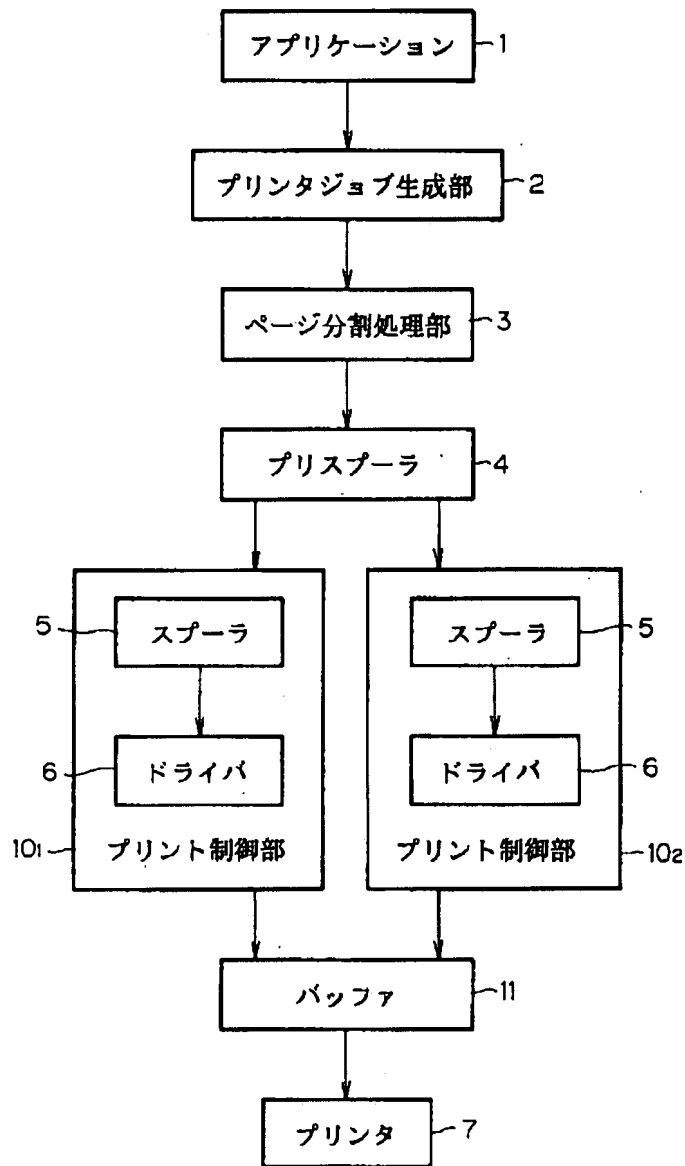 アプリケーション 1
プリンタジョブ生成部 2
ページ分割処理部 3
プリスプーラ 4
5 スプーラ
スプーラ 5
6 ドライバ
ドライバ 6
10₁ プリント制御部
プリント制御部 10₂
バッファ 11
プリンタ 7